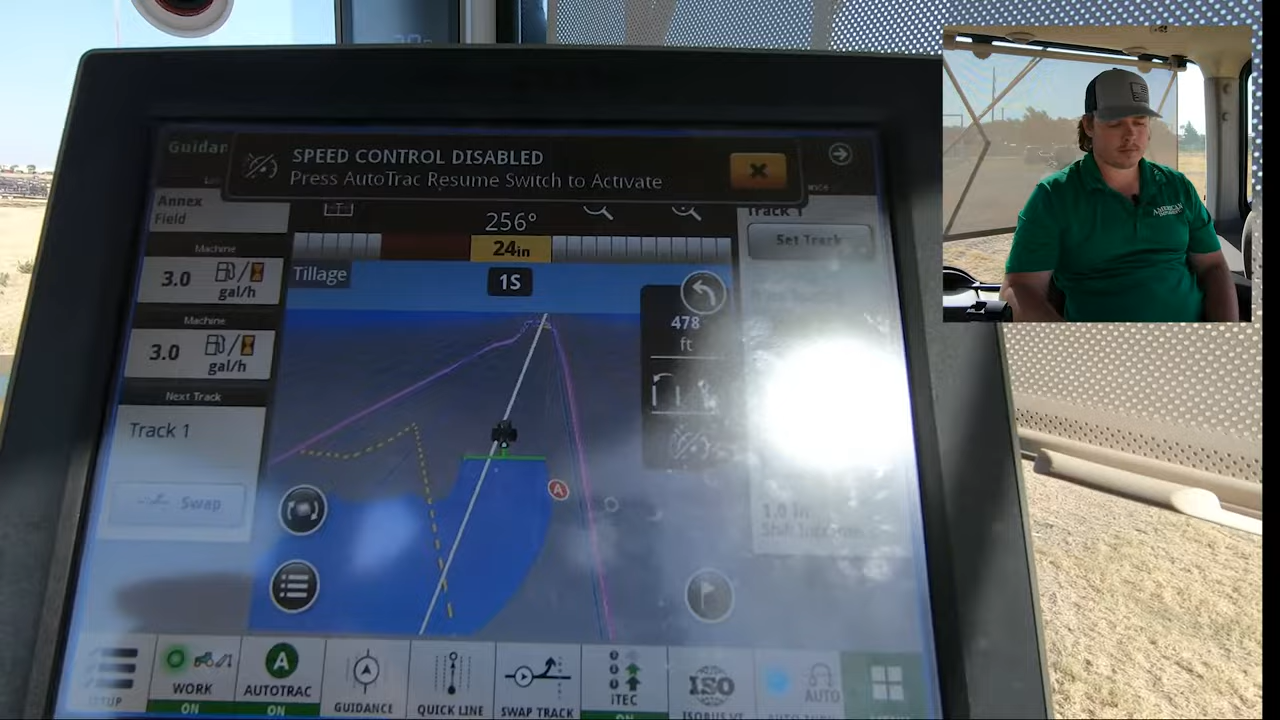 Guidan
SPEED CONTROL DISABLED
Press AutoTrac Resume Switch to Activate
Annex
Field
256°
Track 1
Set Track
24in
Machine
3.0
gal/h
Tillage
1S
478
ft
Machine
3.0
gal/h
Next Track
Track 1
Swap
A
1.0 in
WORK
ON
A
AUTOTRAC
ON
GUIDANCE
QUICK LINE
SWAP TRACK
iTEC
ON
ISO
AUTO
AMERICAN